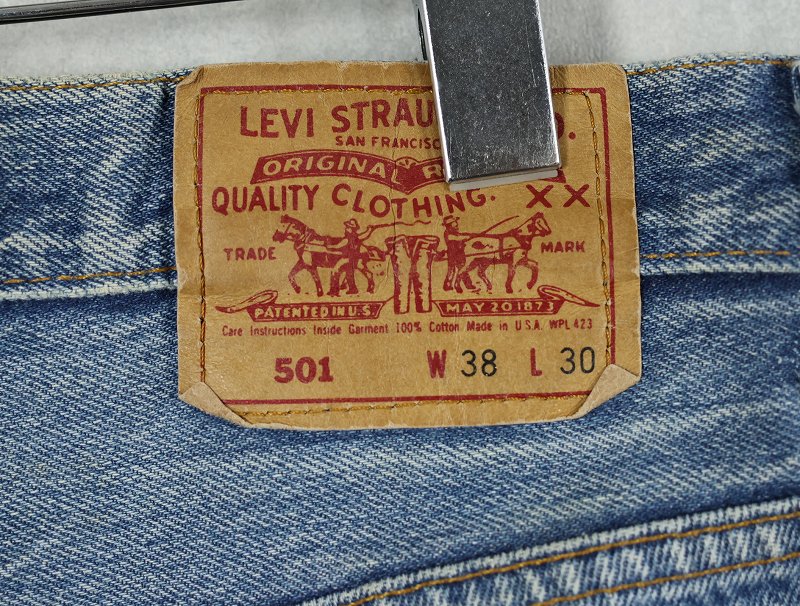 LEVI STRAU
SAN FRANCISC
ORIGINAL R
QUALITY CLOTHING. XX
TRADE MARK
PATENTED IN U.S MAY 20 1873
Care Instructions Inside Garment 100% Cotton Made in U.S.A. WPL 423
501 W 38 L 30